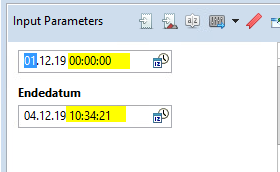 Input Parameters
01.12.19 00:00:00
Endedatum
04.12.19 10:34:21